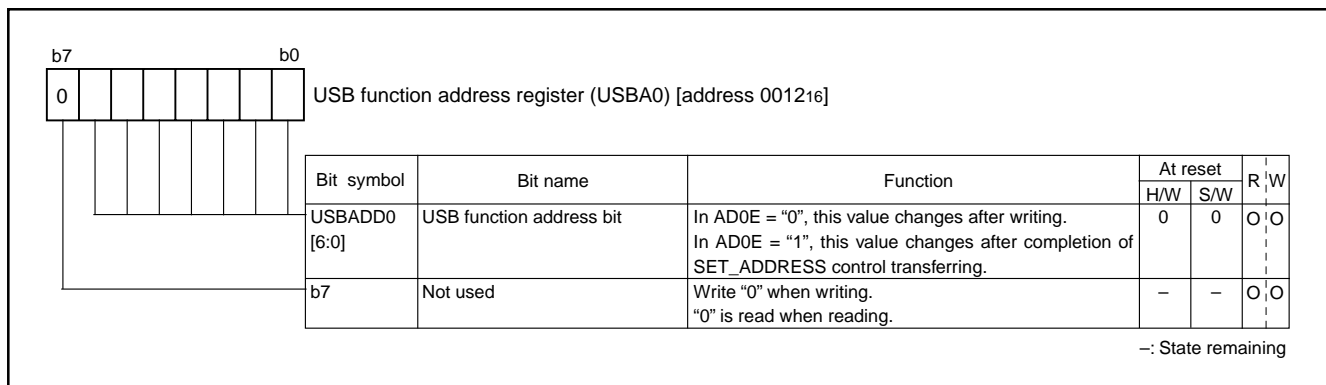 b7 b0
0 USB function address register (USBA0) [address 001216]
Bit symbol Bit name Function At reset R W
H/W S/W
USBADD0 USB function address bit In AD0E = “0”, this value changes after writing. 0 0 O O
[6:0] In AD0E = “1”, this value changes after completion of
SET_ADDRESS control transferring.
b7 Not used Write “0” when writing. – – O O
“0” is read when reading.
–: State remaining